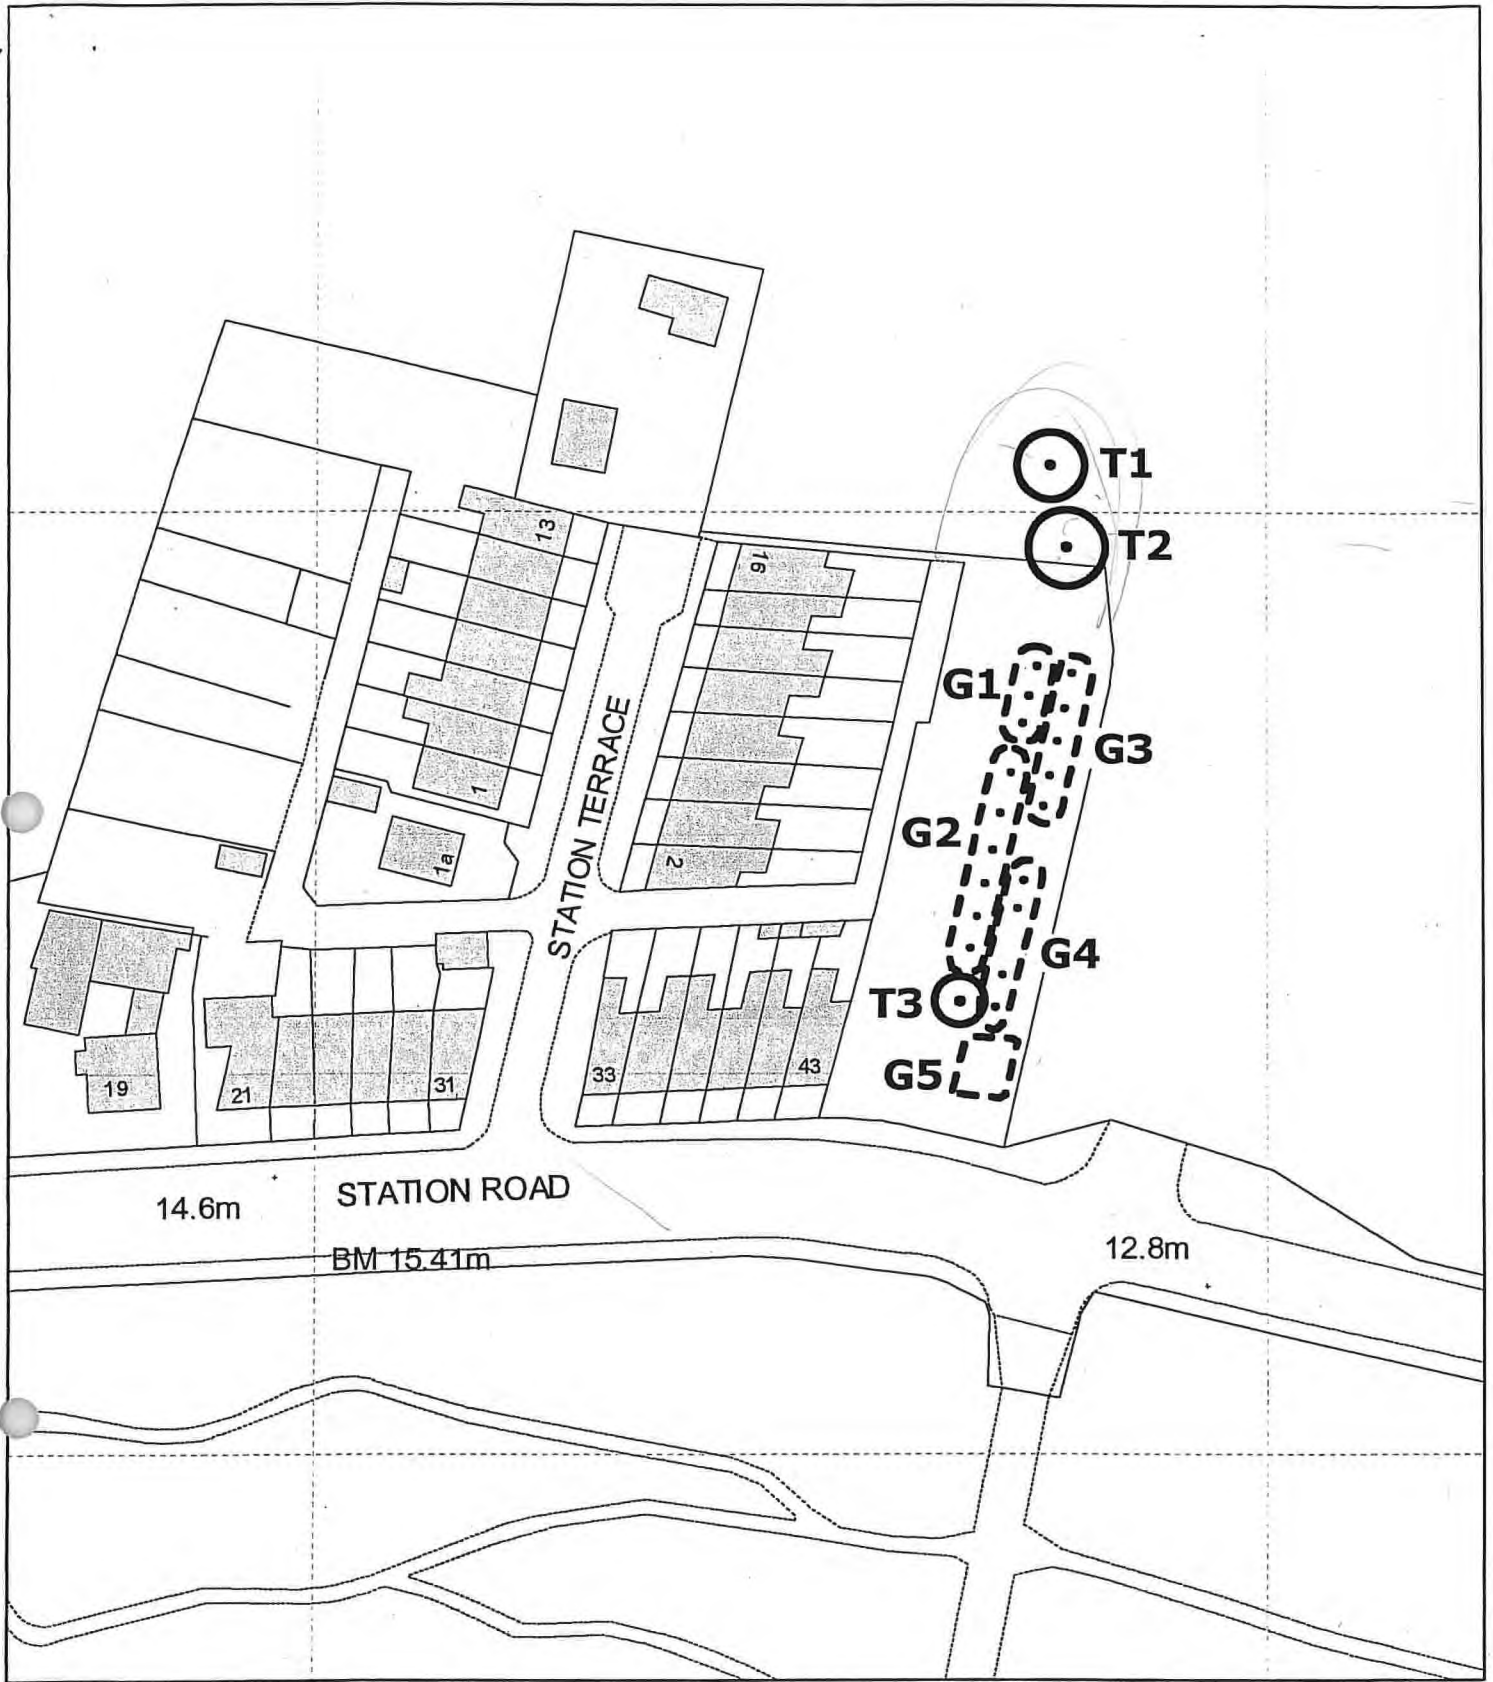 T1
T2
13
16
G1
G3
STATION TERRACE
1
G2
1a
2
G4
T3
G5
19
21
31
33
43
14.6m
STATION ROAD
12.8m
BM 15.41m